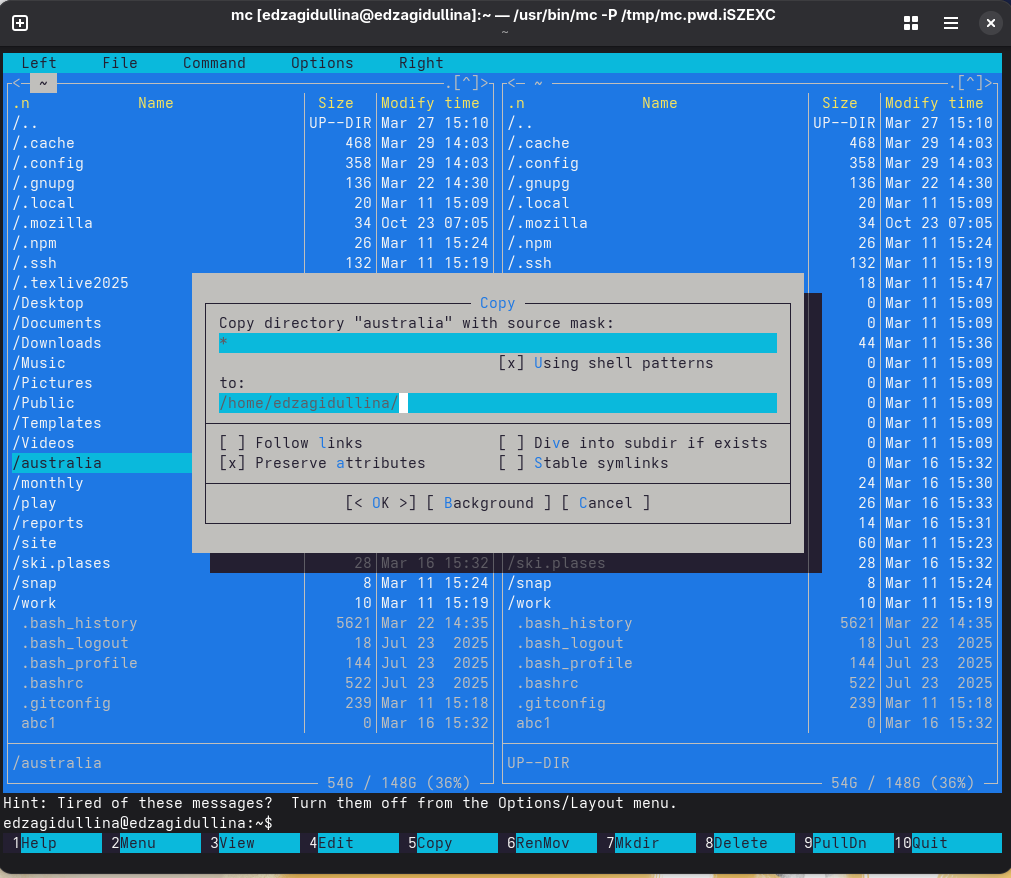 mc [edzagidullina@edzagidullina]:~ — /usr/bin/mc -P /tmp/mc.pwd.iSZEXC
~
Left File Command Options Right
<— ~ .[^]> <— ~ .[^]>
.n Name Size Modify time .n Name Size Modify time
/.. UP--DIR Mar 27 15:10 /.. UP--DIR Mar 27 15:10
/.cache 468 Mar 29 14:03 /.cache 468 Mar 29 14:03
/.config 358 Mar 29 14:03 /.config 358 Mar 29 14:03
/.gnupg 136 Mar 22 14:30 /.gnupg 136 Mar 22 14:30
/.local 20 Mar 11 15:09 /.local 20 Mar 11 15:09
/.mozilla 34 Oct 23 07:05 /.mozilla 34 Oct 23 07:05
/.npm 26 Mar 11 15:24 /.npm 26 Mar 11 15:24
/.ssh 132 Mar 11 15:19 /.ssh 132 Mar 11 15:19
/.texlive2025 18 Mar 11 15:47
/Desktop Copy 0 Mar 11 15:09
/Documents Copy directory "australia" with source mask: 0 Mar 11 15:09
/Downloads * 44 Mar 11 15:36
/Music [x] Using shell patterns 0 Mar 11 15:09
/Pictures to: 0 Mar 11 15:09
/Public /home/edzagidullina/ 0 Mar 11 15:09
/Templates 0 Mar 11 15:09
/Videos [ ] Follow links [ ] Dive into subdir if exists 0 Mar 11 15:09
/australia [x] Preserve attributes [ ] Stable symlinks 0 Mar 16 15:32
/monthly 24 Mar 16 15:30
/play [< OK >] [ Background ] [ Cancel ] 26 Mar 16 15:33
/reports 14 Mar 16 15:31
/site 60 Mar 11 15:23
/ski.plases 28 Mar 16 15:32 /ski.plases 28 Mar 16 15:32
/snap 8 Mar 11 15:24 /snap 8 Mar 11 15:24
/work 10 Mar 11 15:19 /work 10 Mar 11 15:19
.bash_history 5621 Mar 22 14:35 .bash_history 5621 Mar 22 14:35
.bash_logout 18 Jul 23 2025 .bash_logout 18 Jul 23 2025
.bash_profile 144 Jul 23 2025 .bash_profile 144 Jul 23 2025
.bashrc 522 Jul 23 2025 .bashrc 522 Jul 23 2025
.gitconfig 239 Mar 11 15:18 .gitconfig 239 Mar 11 15:18
abc1 0 Mar 16 15:32 abc1 0 Mar 16 15:32
/australia UP--DIR
54G / 148G (36%) 54G / 148G (36%)
Hint: Tired of these messages?  Turn them off from the Options/Layout menu.
edzagidullina@edzagidullina:~$
1Help 2Menu 3View 4Edit 5Copy 6RenMov 7Mkdir 8Delete 9PullDn 10Quit